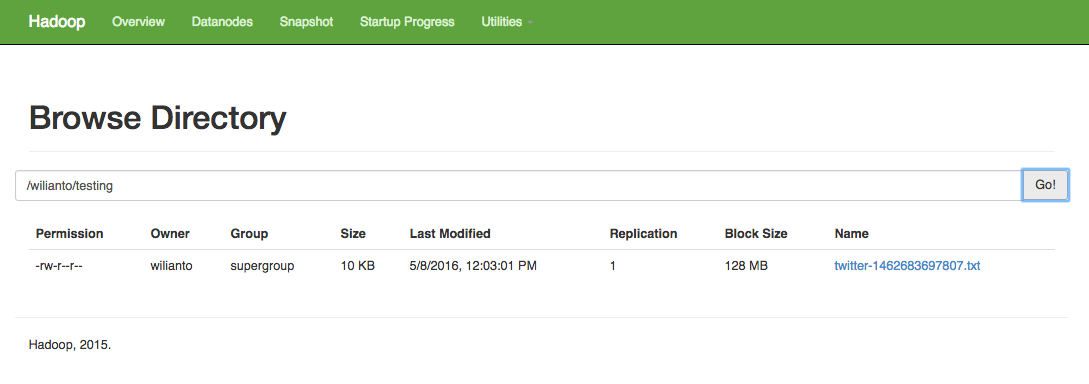 Hadoop Overview Datanodes Snapshot Startup Progress Utilities
Browse Directory
/wilianto/testing Go!
Permission Owner Group Size Last Modified Replication Block Size Name
-rw-r--r-- wilianto supergroup 10 KB 5/8/2016, 12:03:01 PM 1 128 MB twitter-1462683697807.txt
Hadoop, 2015.